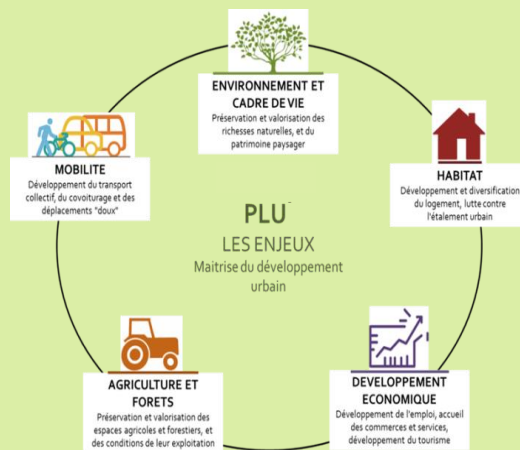 ENVIRONNEMENT ET
CADRE DE VIE
Préservation et valorisation des
richesses naturelles, et du
patrimoine paysager
MOBILITE
Développement du transport
collectif, du covoiturage et des
déplacements "doux"
HABITAT
Développement et diversification
du logement, lutte contre
l'étalement urbain
PLU
LES ENJEUX
Maitrise du développement
urbain
AGRICULTURE ET
FORETS
Préservation et valorisation des
espaces agricoles et forestiers, et
des conditions de leur exploitation
DEVELOPPEMENT
ECONOMIQUE
Développement de l'emploi, accueil
des commerces et services,
développement du tourisme